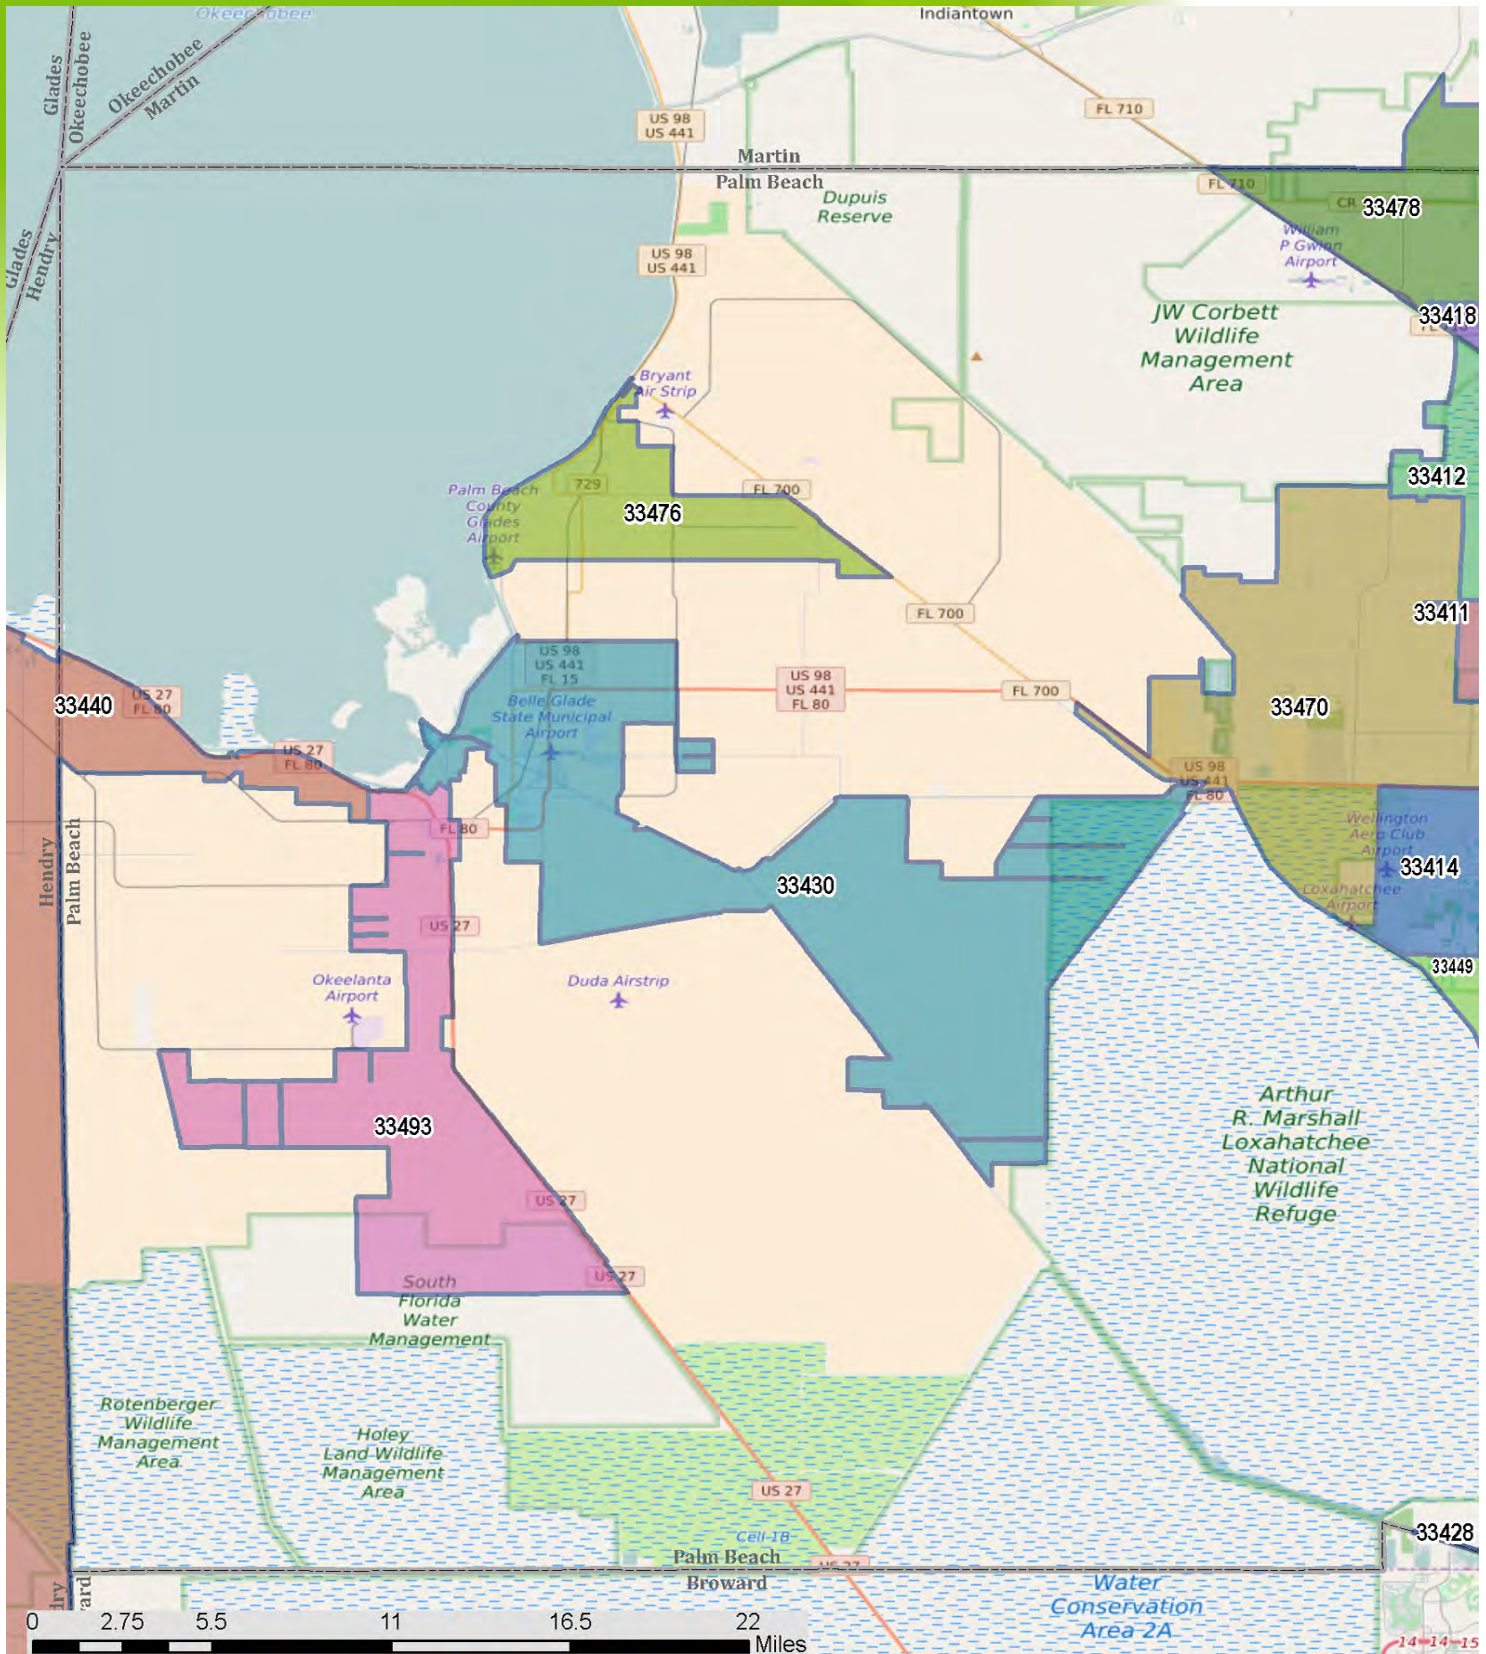 Okeechobee
Indiantown
Glades
Okeechobee
Okeechobee
Martin
US 98
US 441
FL 710
Martin
Palm Beach
FL 710
CR
33478
Dupuis
Reserve
William
P Gwinn
Airport
Glades
Hendry
US 98
US 441
JW Corbett
Wildlife
Management
Area
33418
Bryant
Air Strip
729
FL 700
33412
Palm Beach
County
Glades
Airport
33476
FL 700
33411
US 98
US 441
FL 15
US 98
US 441
FL 80
FL 700
33440
US 27
FL 80
Belle Glade
State Municipal
Airport
33470
US 27
FL 80
US 98
US 441
FL 80
FL 80
Wellington
Aero Club
Airport
33414
Hendry
Palm Beach
33430
Loxahatchee
Airport
US 27
33449
Okeelanta
Airport
Duda Airstrip
33493
Arthur
R. Marshall
Loxahatchee
National
Wildlife
Refuge
US 27
US 27
South
Florida
Water
Management
Rotenberger
Wildlife
Management
Area
Holey
Land Wildlife
Management
Area
US 27
Cell 1B
33428
Palm Beach
US 27
Broward
Water
Conservation
Area 2A
dry
vard
0 2.75 5.5 11 16.5 22
Miles
14-14-15